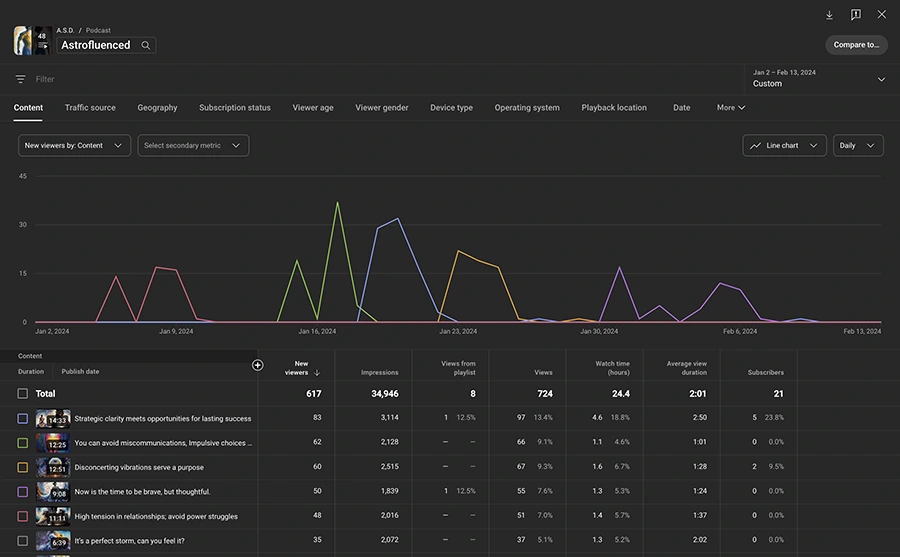 A.S.D. / Podcast
48
Astrofluenced
Compare to...
Filter
Jan 2 – Feb 13, 2024
Custom
Content Traffic source Geography Subscription status Viewer age Viewer gender Device type Operating system Playback location Date More
New viewers by: Content Select secondary metric Line chart Daily
45
30
15
0
Jan 2, 2024 Jan 9, 2024 Jan 16, 2024 Jan 23, 2024 Jan 30, 2024 Feb 6, 2024 Feb 13, 2024
Content
Duration Publish date New viewers Impressions Views from playlist Views Watch time (hours) Average view duration Subscribers
Total 617 34,946 8 724 24.4 2:01 21
14:33 Strategic clarity meets opportunities for lasting success 83 3,114 1 12.5% 97 13.4% 4.6 18.8% 2:50 5 23.8%
12:25 You can avoid miscommunications, Impulsive choices ... 62 2,128 — — 66 9.1% 1.1 4.6% 1:01 0 0.0%
12:51 Disconcerting vibrations serve a purpose 60 2,515 — — 67 9.3% 1.6 6.7% 1:28 2 9.5%
9:08 Now is the time to be brave, but thoughtful. 50 1,839 1 12.5% 55 7.6% 1.3 5.3% 1:24 0 0.0%
11:11 High tension in relationships; avoid power struggles 48 2,016 — — 51 7.0% 1.4 5.7% 1:37 0 0.0%
6:39 It's a perfect storm, can you feel it? 35 2,072 — — 37 5.1% 1.3 5.2% 2:02 0 0.0%